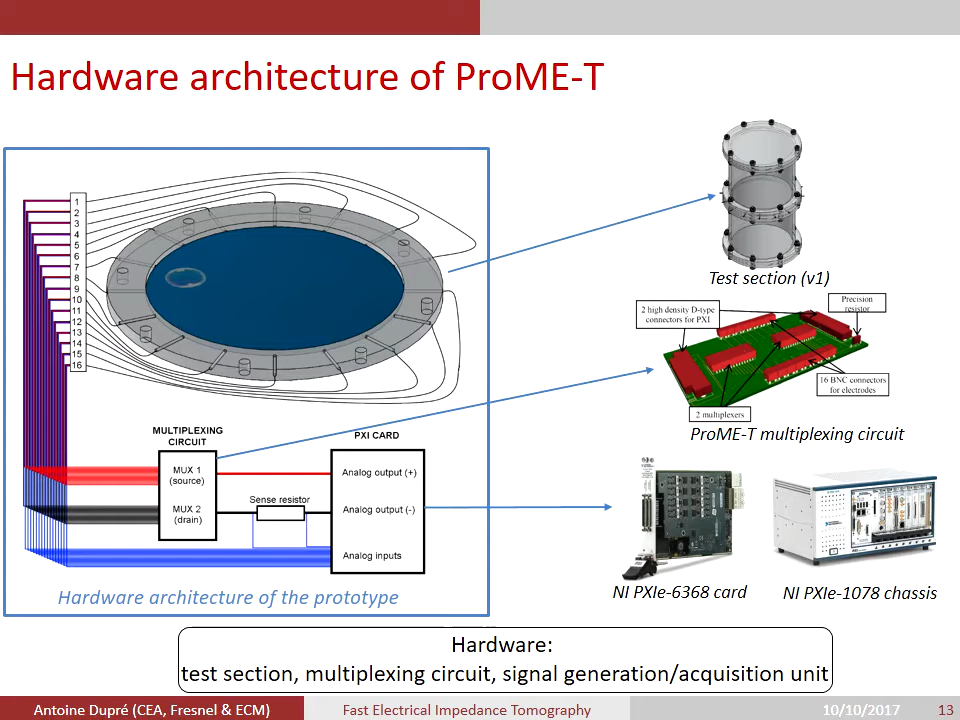 Hardware architecture of ProME-T
1
2
3
4
5
6
7
8
9
10
11
12
13
14
15
16
MULTIPLEXING
CIRCUIT
MUX 1
(source)
MUX 2
(drain)
Sense resistor
PXI CARD
Analog output (+)
Analog output (-)
Analog inputs
Hardware architecture of the prototype
Test section (v1)
2 high density D-type
connectors for PXI
Precision
resistor
16 BNC connectors
for electrodes
2 multiplexers
ProME-T multiplexing circuit
NI PXIe-6368 card
NI PXIe-1078 chassis
Hardware:
test section, multiplexing circuit, signal generation/acquisition unit
Antoine Dupré (CEA, Fresnel & ECM)
Fast Electrical Impedance Tomography
10/10/2017
13